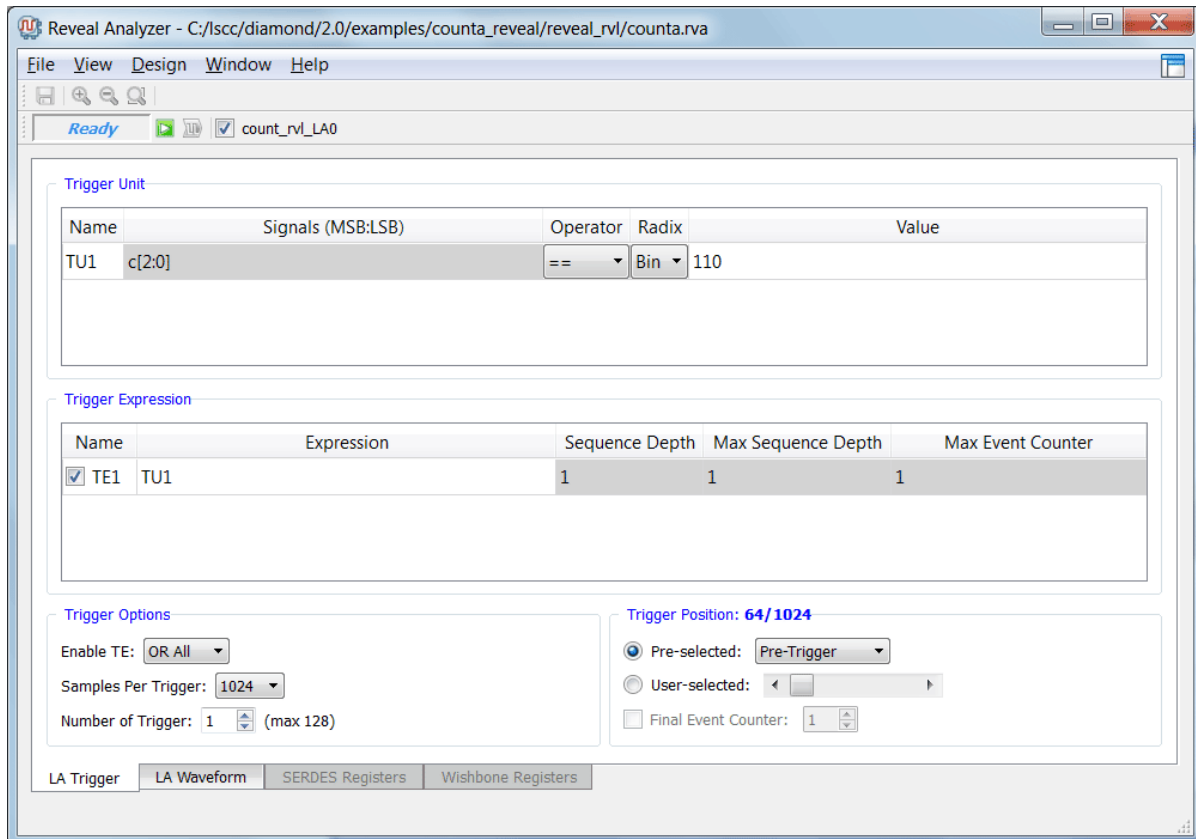 Reveal Analyzer - C:/lscc/diamond/2.0/examples/counta_reveal/reveal_rvl/counta.rva
File View Design Window Help
Ready count_rvl_LA0
Trigger Unit
Name Signals (MSB:LSB) Operator Radix Value
TU1 c[2:0] == Bin 110
Trigger Expression
Name Expression Sequence Depth Max Sequence Depth Max Event Counter
TE1 TU1 1 1 1
Trigger Options Trigger Position: 64/1024
Enable TE: OR All Pre-selected: Pre-Trigger
Samples Per Trigger: 1024 User-selected:
Number of Trigger: 1 (max 128) Final Event Counter: 1
LA Trigger LA Waveform SERDES Registers Wishbone Registers